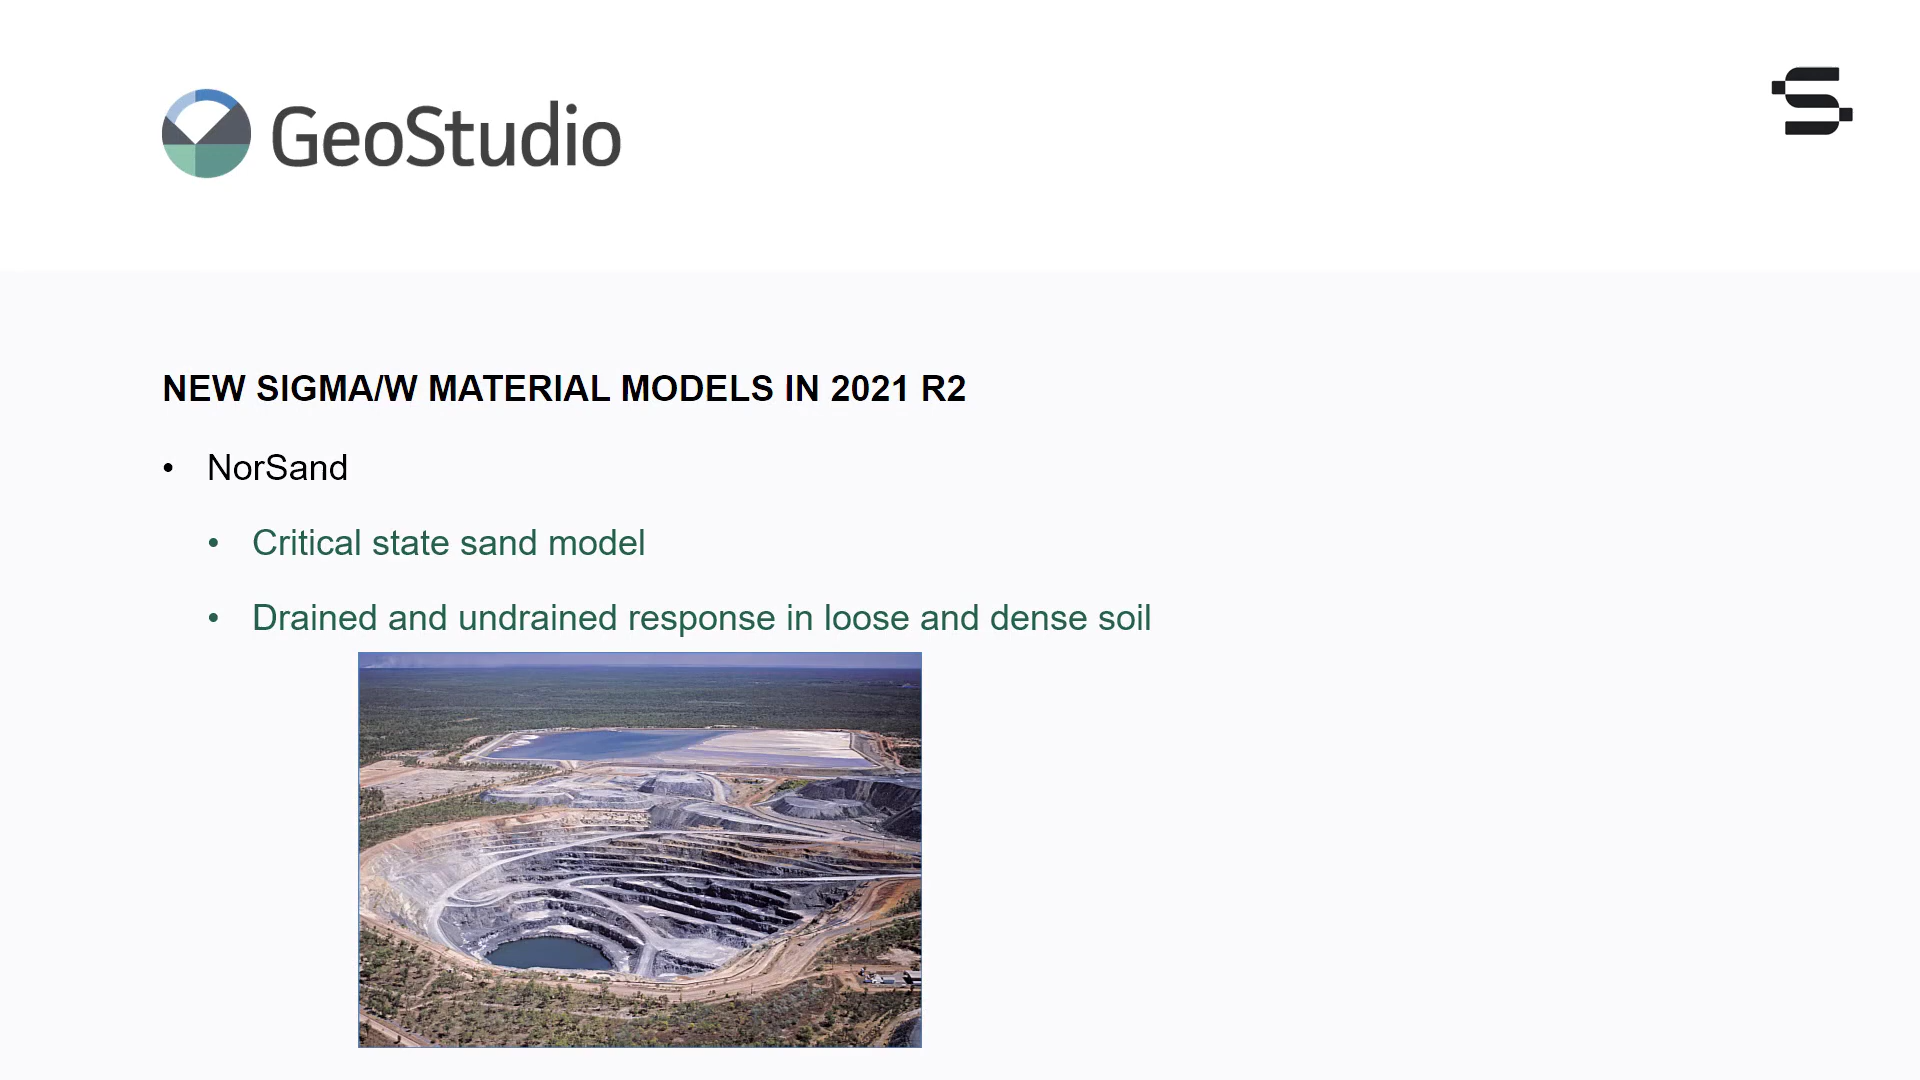 GeoStudio
NEW SIGMA/W MATERIAL MODELS IN 2021 R2
• NorSand
• Critical state sand model
• Drained and undrained response in loose and dense soil